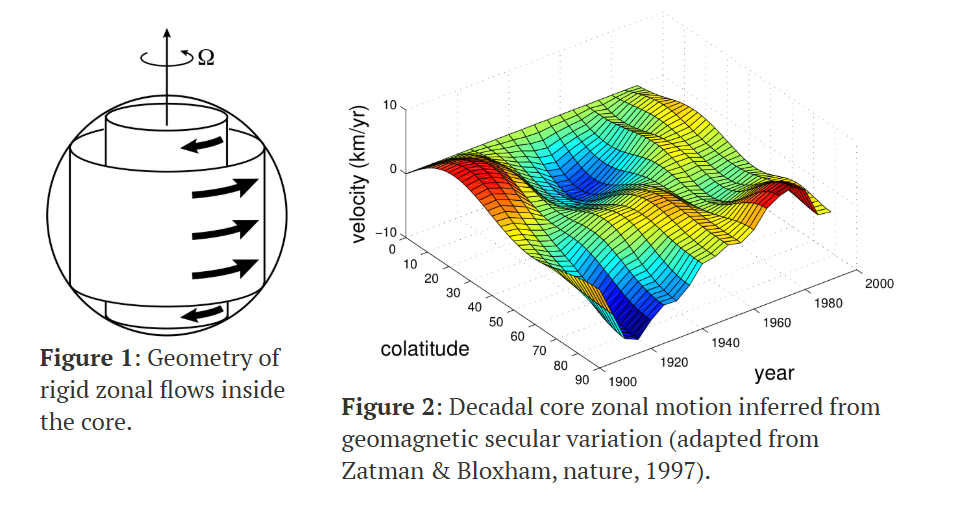 Ω
Figure 1: Geometry of
rigid zonal flows inside
the core.
velocity (km/yr)
10
0
−10
0
10
20
30
40
50
60
70
80
90
colatitude
1900
1920
1940
1960
1980
2000
year
Figure 2: Decadal core zonal motion inferred from
geomagnetic secular variation (adapted from
Zatman & Bloxham, nature, 1997).